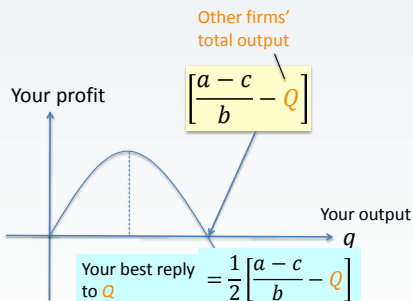 Other firms'
total output
[(a − c)/b − Q]
Your profit
Your output
q
Your best reply
to Q
= 1/2 [(a − c)/b − Q]